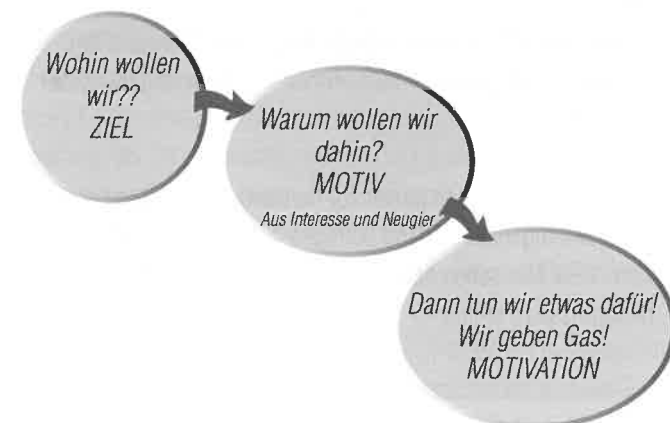 Wohin wollen
wir??
ZIEL
Warum wollen wir
dahin?
MOTIV
Aus Interesse und Neugier
Dann tun wir etwas dafür!
Wir geben Gas!
MOTIVATION